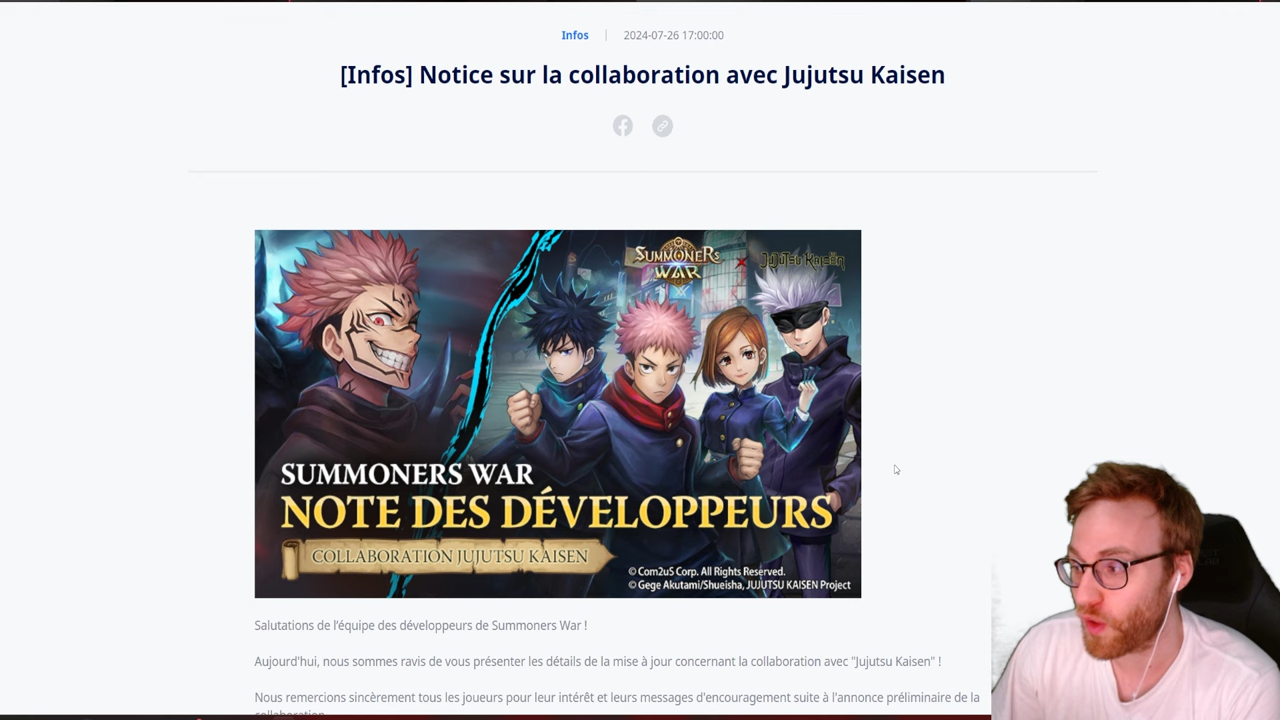 Infos | 2024-07-26 17:00:00
[Infos] Notice sur la collaboration avec Jujutsu Kaisen
SUMMONERS WAR × JUJUTSU KAISEN
SUMMONERS WAR
NOTE DES DÉVELOPPEURS
COLLABORATION JUJUTSU KAISEN
© Com2uS Corp. All Rights Reserved.
© Gege Akutami/Shueisha, JUJUTSU KAISEN Project
Salutations de l'équipe des développeurs de Summoners War !
Aujourd'hui, nous sommes ravis de vous présenter les détails de la mise à jour concernant la collaboration avec "Jujutsu Kaisen" !
Nous remercions sincèrement tous les joueurs pour leur intérêt et leurs messages d'encouragement suite à l'annonce préliminaire de la
collaboration.